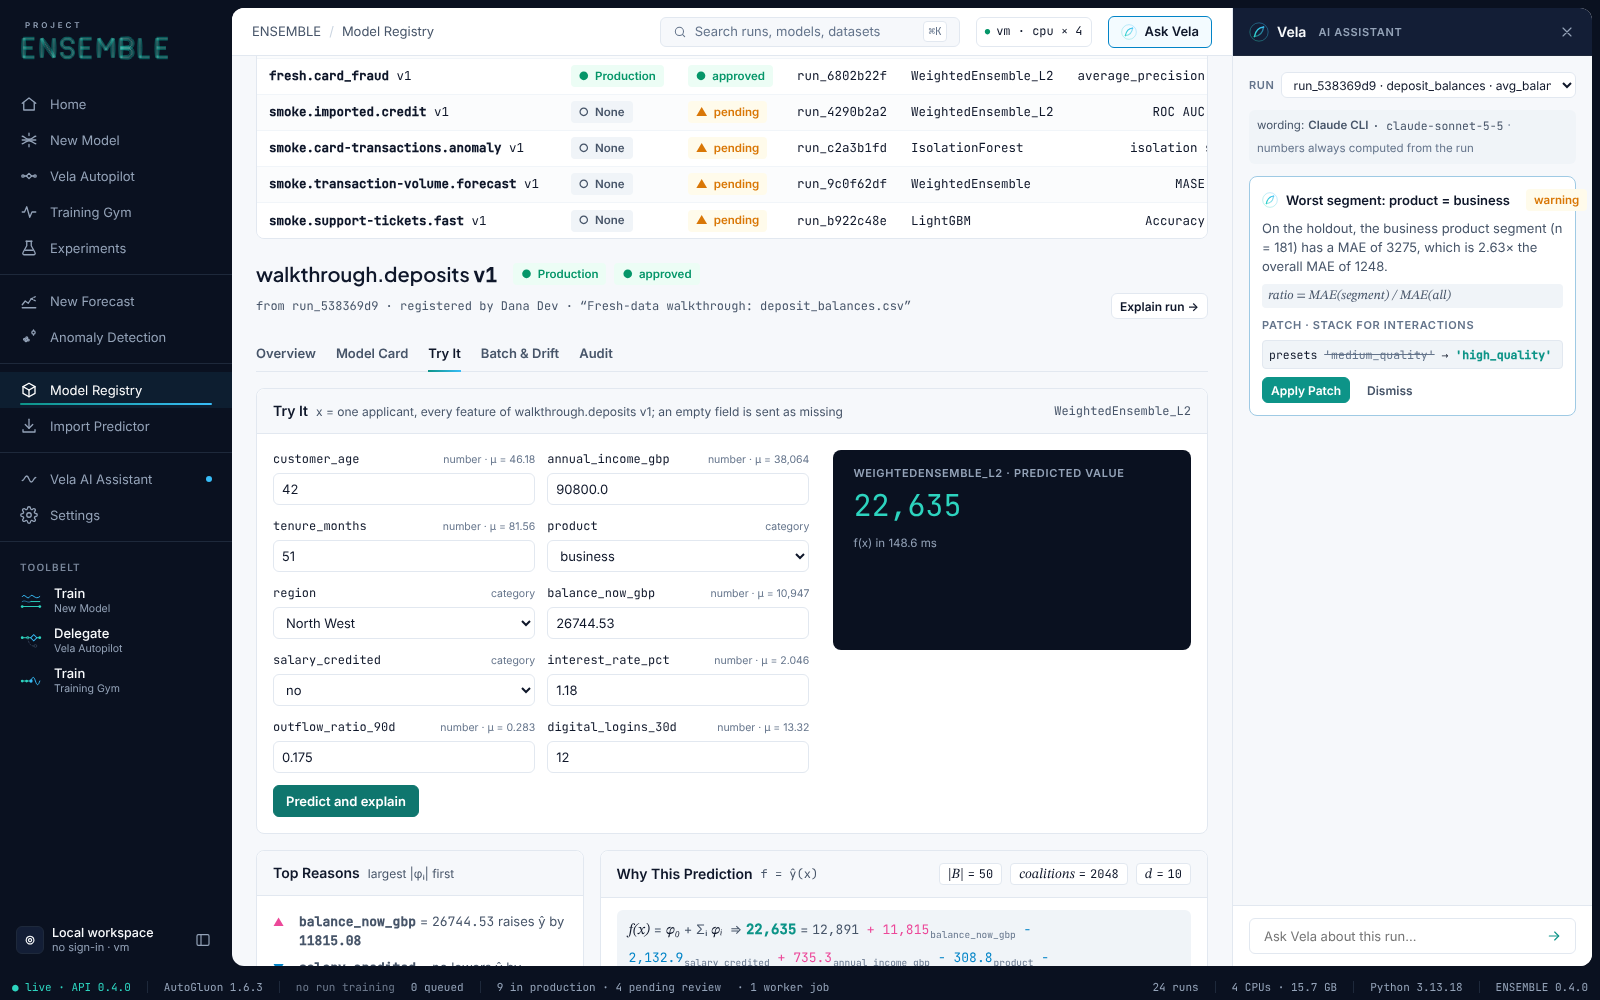 PROJECT
ENSEMBLE
Home
New Model
Vela Autopilot
Training Gym
Experiments
New Forecast
Anomaly Detection
Model Registry
Import Predictor
Vela AI Assistant
Settings
TOOLBELT
Train
New Model
Delegate
Vela Autopilot
Train
Training Gym
Local workspace
no sign-in · vm
ENSEMBLE / Model Registry
Search runs, models, datasets ⌘K
vm · cpu × 4
Ask Vela
fresh.card_fraud v1 Production approved run_6802b22f WeightedEnsemble_L2 average_precision
smoke.imported.credit v1 None pending run_4290b2a2 WeightedEnsemble_L2 ROC AUC
smoke.card-transactions.anomaly v1 None pending run_c2a3b1fd IsolationForest isolation
smoke.transaction-volume.forecast v1 None pending run_9c0f62df WeightedEnsemble MASE
smoke.support-tickets.fast v1 None pending run_b922c48e LightGBM Accuracy
walkthrough.deposits v1 Production approved
from run_538369d9 · registered by Dana Dev · “Fresh-data walkthrough: deposit_balances.csv”
Explain run →
Overview Model Card Try It Batch & Drift Audit
Try It x = one applicant, every feature of walkthrough.deposits v1; an empty field is sent as missing WeightedEnsemble_L2
customer_age number · μ = 46.18 annual_income_gbp number · μ = 38,064
42 90800.0
tenure_months number · μ = 81.56 product category
51 business
region category balance_now_gbp number · μ = 10,947
North West 26744.53
salary_credited category interest_rate_pct number · μ = 2.046
no 1.18
outflow_ratio_90d number · μ = 0.283 digital_logins_30d number · μ = 13.32
0.175 12
Predict and explain
WEIGHTEDENSEMBLE_L2 · PREDICTED VALUE
22,635
f(x) in 148.6 ms
Top Reasons largest |φᵢ| first
balance_now_gbp = 26744.53 raises ŷ by
11815.08
salary_credited = no lowers ŷ by
Why This Prediction f = ŷ(x) |B| = 50 coalitions = 2048 d = 10
f(x) = φ₀ + Σᵢ φᵢ ⇒ 22,635 = 12,891 + 11,815 balance_now_gbp −
2,132.9 salary_credited + 735.3 annual_income_gbp − 308.8 product −
Vela AI ASSISTANT
RUN run_538369d9 · deposit_balances · avg_balar
wording: Claude CLI · claude-sonnet-5-5 ·
numbers always computed from the run
Worst segment: product = business warning
On the holdout, the business product segment (n
= 181) has a MAE of 3275, which is 2.63× the
overall MAE of 1248.
ratio = MAE(segment) / MAE(all)
PATCH · STACK FOR INTERACTIONS
presets 'medium_quality' → 'high_quality'
Apply Patch Dismiss
Ask Vela about this run...
live · API 0.4.0 AutoGluon 1.6.3 no run training 0 queued 9 in production · 4 pending review · 1 worker job 24 runs 4 CPUs · 15.7 GB Python 3.13.18 ENSEMBLE 0.4.0